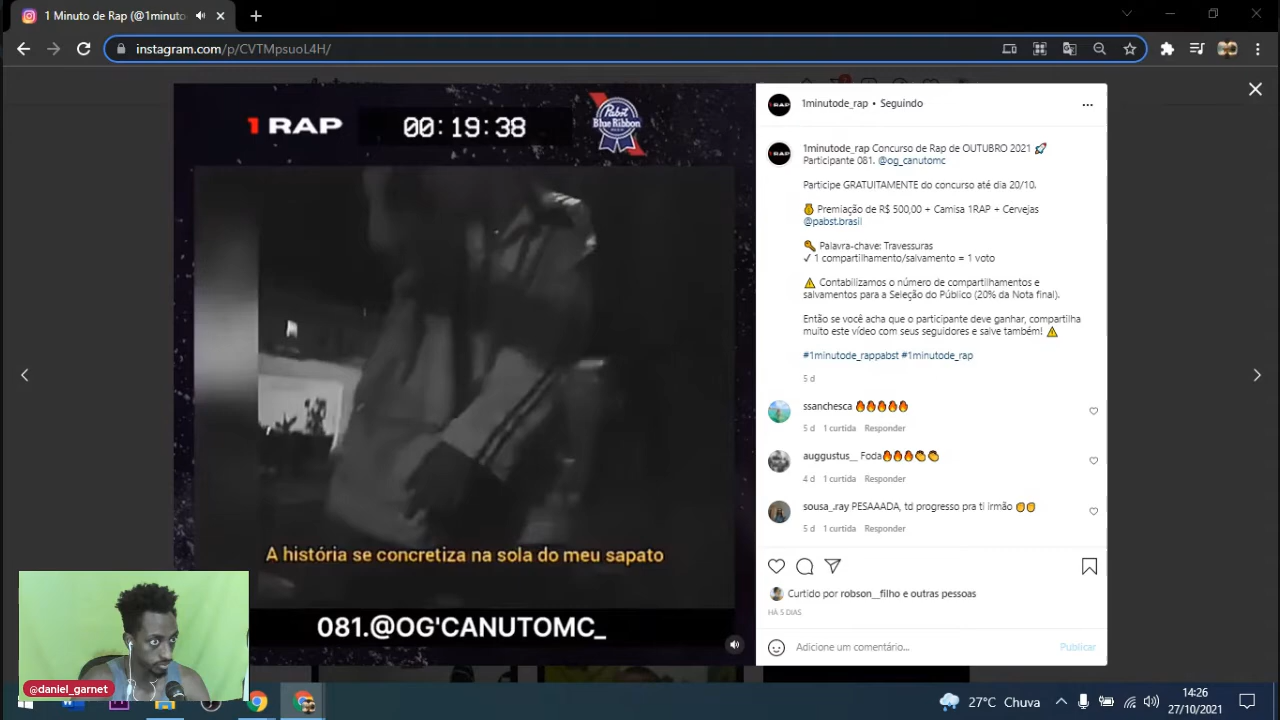 1 Rap (@1minuto
instagram.com/p/CVTMpsuoL4H/
1RAP
00:19:38
Pabst
Blue Ribbon
A história se concretiza na sola do meu sapato
081.@OG'CANUTOMC_
@daniel_garnet
1minutode_rap • Seguindo
1minutode_rap Concurso de Rap de OUTUBRO 2021 🚀
Participante 081. @og_canutomc
Participe GRATUITAMENTE do concurso até dia 20/10.
🏅 Premiação de R$ 500,00 + Camisa 1RAP + Cervejas
@pabst.brasil
🔑 Palavra-chave: Travessuras
✓ 1 compartilhamento/salvamento = 1 voto
⚠️ Contabilizamos o número de compartilhamentos e
salvamentos para a Seleção do Público (20% da Nota final).
Então se você acha que o participante deve ganhar, compartilha
muito este vídeo com seus seguidores e salve também! ⚠️
#1minutode_rappabst #1minutode_rap
5 d
ssanchesca 🔥🔥🔥🔥🔥
5 d 1 curtida Responder
auggustus__ Foda🔥🔥🔥👏👏
4 d 1 curtida Responder
sousa_.ray PESAAADA, td progresso pra ti irmão ✊✊
5 d 1 curtida Responder
Curtido por robson__filho e outras pessoas
HÁ 5 DIAS
Adicione um comentário...
Publicar
27°C Chuva
14:26
27/10/2021